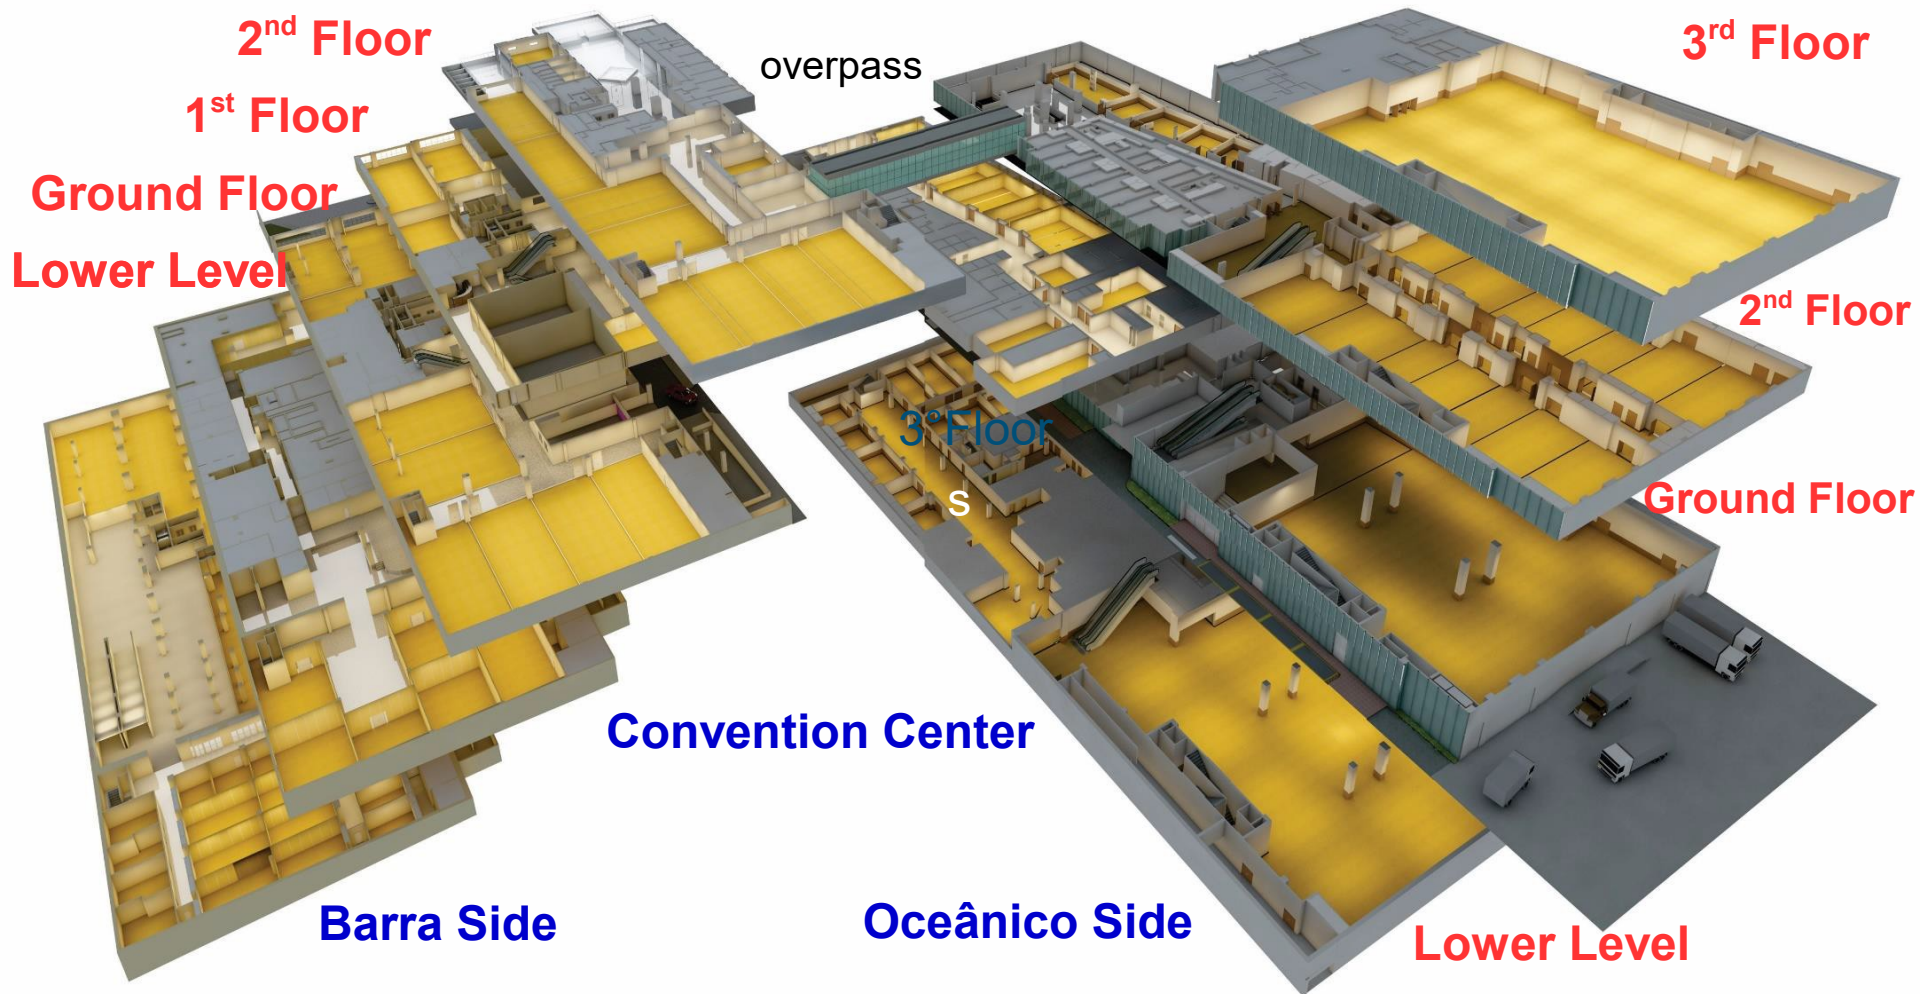 2nd Floor
overpass
3rd Floor
1st Floor
Ground Floor
Lower Level
2nd Floor
3°Floor
s
Ground Floor
Convention Center
Barra Side
Oceânico Side
Lower Level